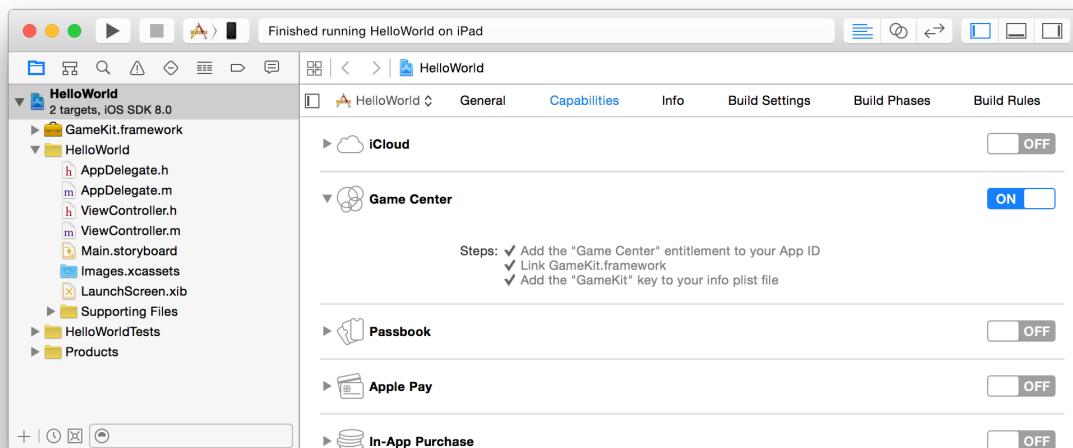 Finished running HelloWorld on iPad
HelloWorld
HelloWorld
2 targets, iOS SDK 8.0
GameKit.framework
HelloWorld
h AppDelegate.h
m AppDelegate.m
h ViewController.h
m ViewController.m
Main.storyboard
Images.xcassets
LaunchScreen.xib
Supporting Files
HelloWorldTests
Products
HelloWorld General Capabilities Info Build Settings Build Phases Build Rules
iCloud OFF
Game Center ON
Steps: ✓ Add the "Game Center" entitlement to your App ID
✓ Link GameKit.framework
✓ Add the "GameKit" key to your info plist file
Passbook OFF
Apple Pay OFF
In-App Purchase OFF